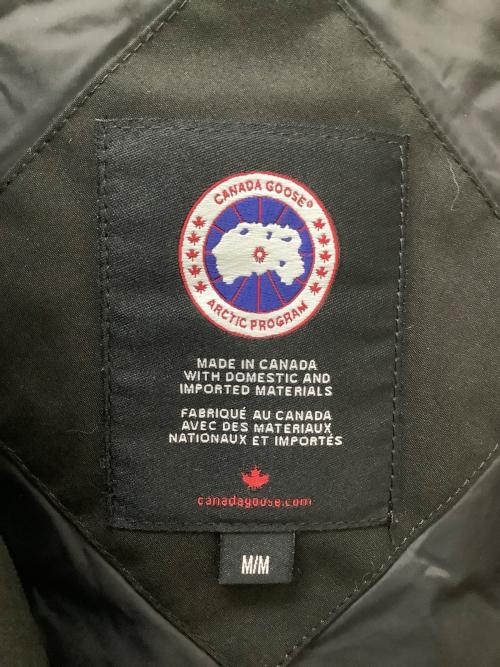 CANADA GOOSE®
ARCTIC PROGRAM
MADE IN CANADA
WITH DOMESTIC AND
IMPORTED MATERIALS
FABRIQUÉ AU CANADA
AVEC DES MATERIAUX
NATIONAUX ET IMPORTÉS
canadagoose.com
M/M